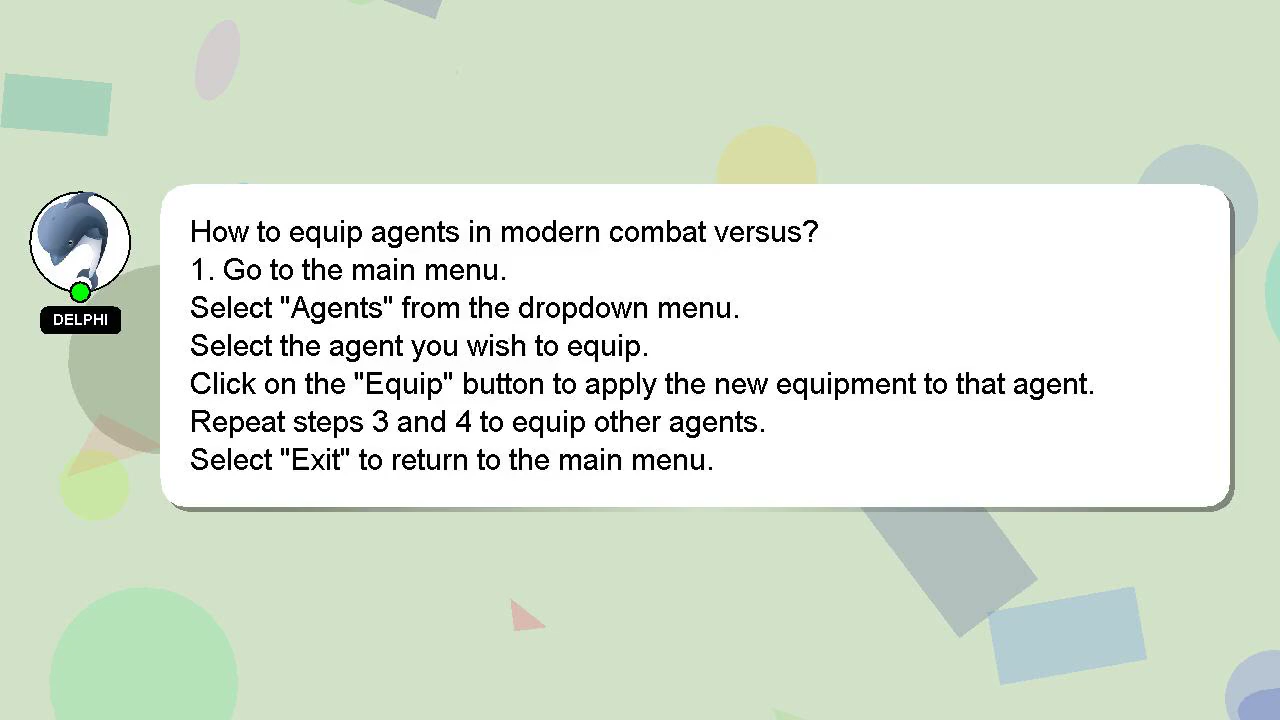 How to equip agents in modern combat versus?
1. Go to the main menu.
Select "Agents" from the dropdown menu.
Select the agent you wish to equip.
Click on the "Equip" button to apply the new equipment to that agent.
Repeat steps 3 and 4 to equip other agents.
Select "Exit" to return to the main menu.
DELPHI